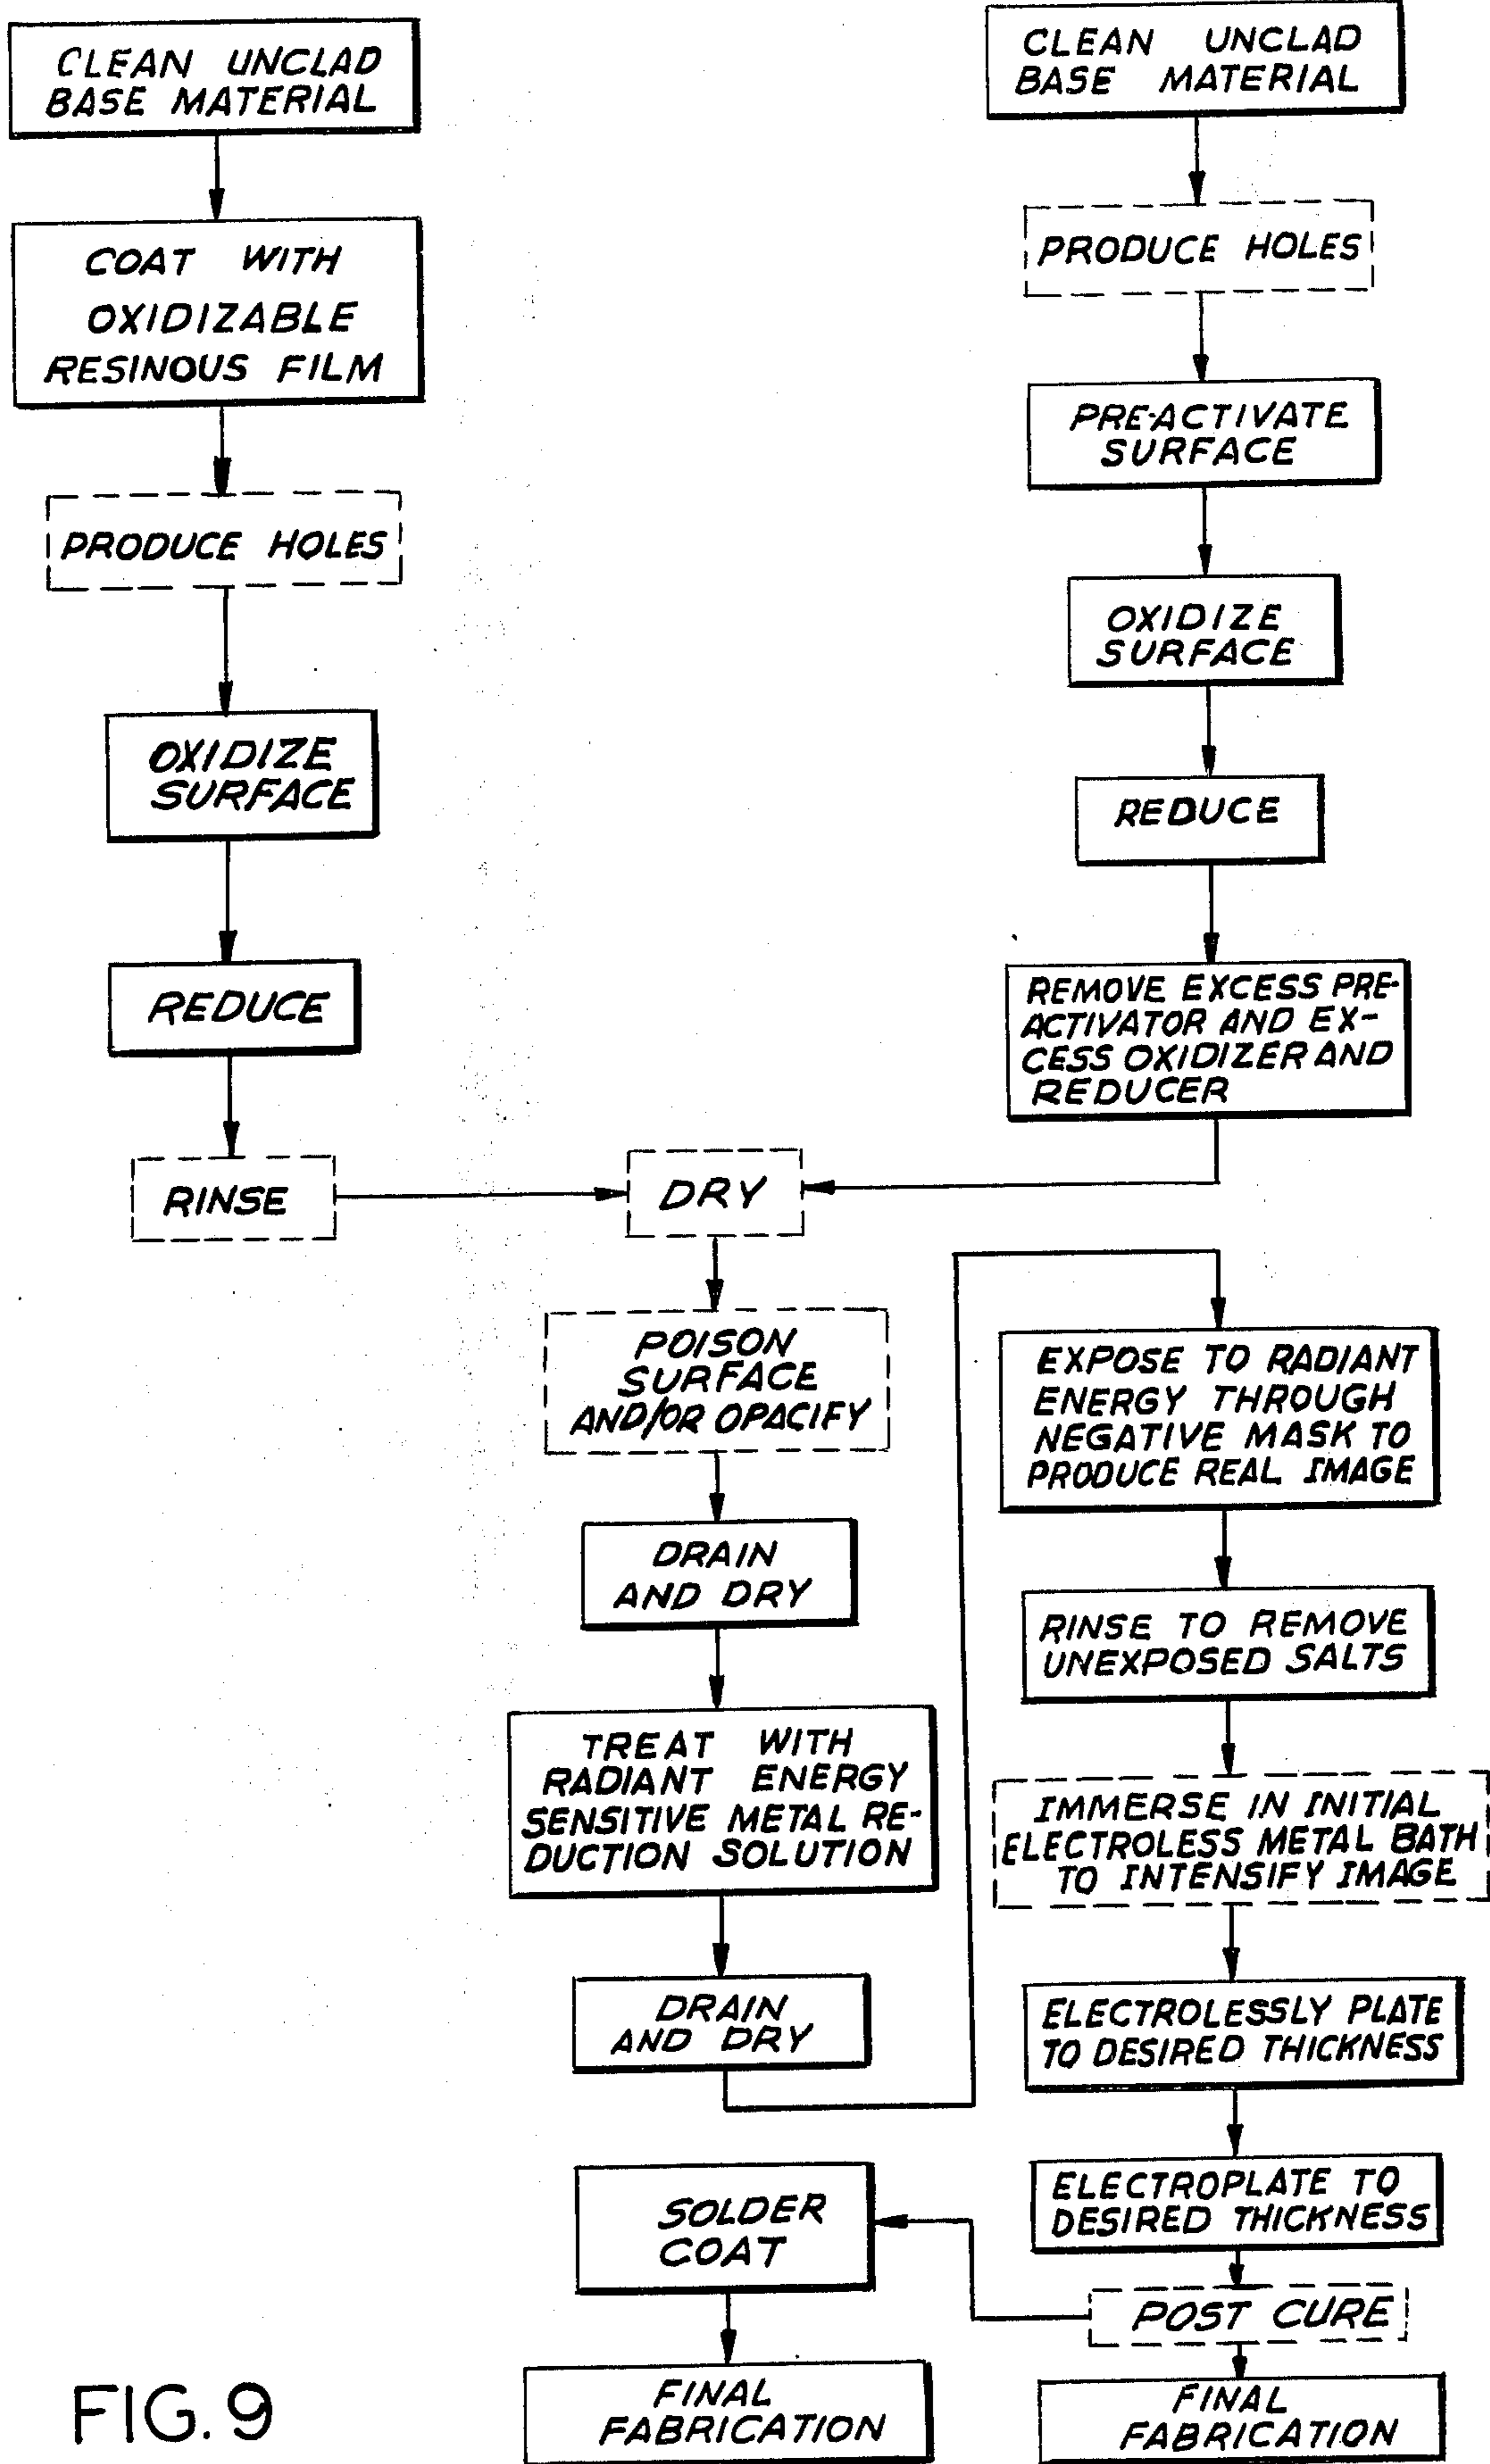 CLEAN UNCLAD
BASE MATERIAL
COAT WITH
OXIDIZABLE
RESINOUS FILM
PRODUCE HOLES
OXIDIZE
SURFACE
REDUCE
RINSE
CLEAN UNCLAD
BASE MATERIAL
PRODUCE HOLES
PRE-ACTIVATE
SURFACE
OXIDIZE
SURFACE
REDUCE
REMOVE EXCESS PRE-
ACTIVATOR AND EX-
CESS OXIDIZER AND
REDUCER
DRY
POISON
SURFACE
AND/OR OPACIFY
DRAIN
AND DRY
TREAT WITH
RADIANT ENERGY
SENSITIVE METAL RE-
DUCTION SOLUTION
DRAIN
AND DRY
EXPOSE TO RADIANT
ENERGY THROUGH
NEGATIVE MASK TO
PRODUCE REAL IMAGE
RINSE TO REMOVE
UNEXPOSED SALTS
IMMERSE IN INITIAL
ELECTROLESS METAL BATH
TO INTENSIFY IMAGE
ELECTROLESSLY PLATE
TO DESIRED THICKNESS
ELECTROPLATE TO
DESIRED THICKNESS
POST CURE
SOLDER
COAT
FINAL
FABRICATION
FINAL
FABRICATION
FIG. 9